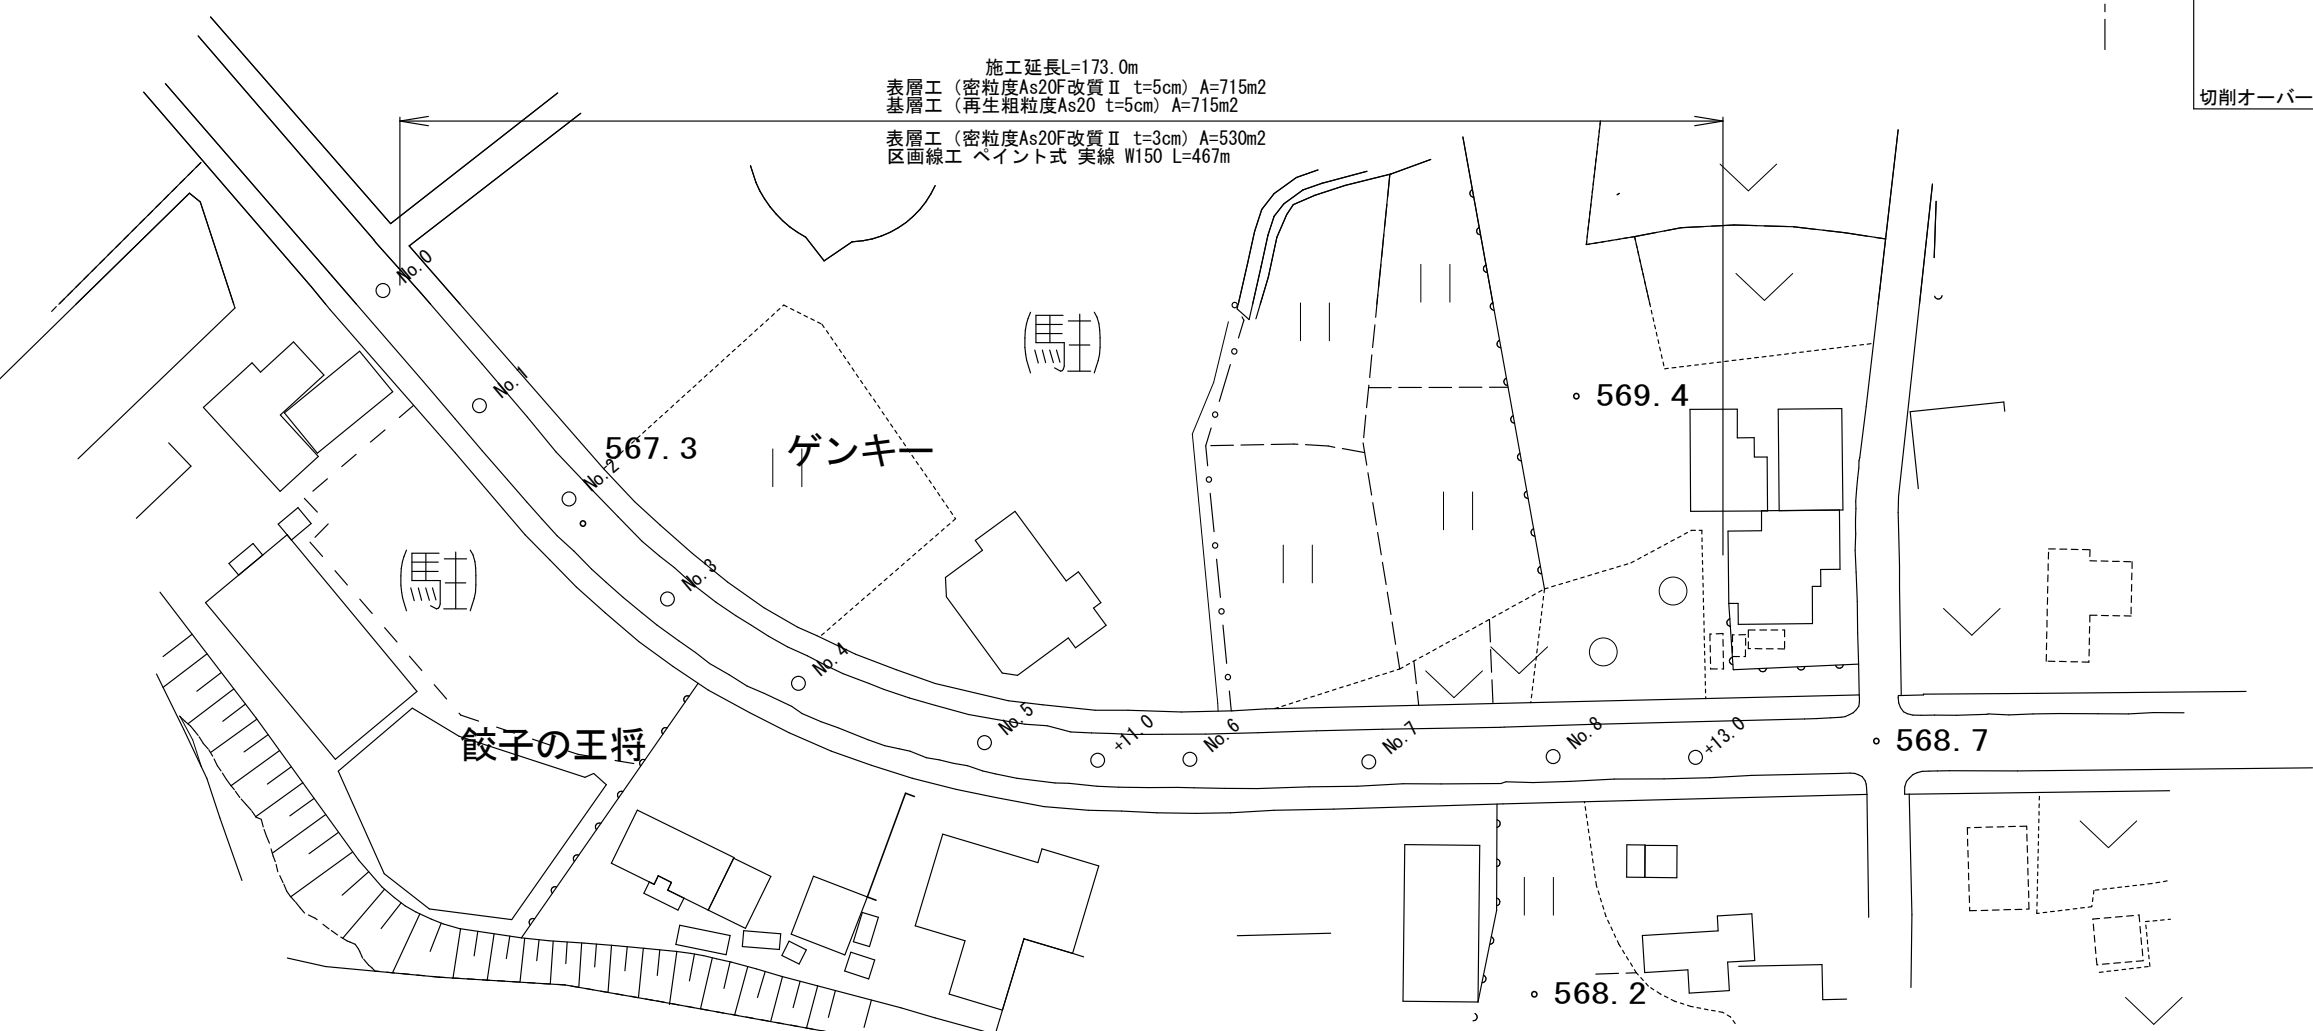 施工延長L=173.0m
表層工（密粒度As20F改質Ⅱ t=5cm）A=715m2
基層工（再生粗粒度As20 t=5cm）A=715m2
表層工（密粒度As20F改質Ⅱ t=3cm）A=530m2
区画線工 ペイント式 実線 W150 L=467m
切削オーバー
No.0
(駐)
No.1
569.4
567.3
ゲンキー
No.2
(駐)
No.3
No.4
No.5
+11.0
No.6
No.7
No.8
+13.0
568.7
餃子の王将
568.2